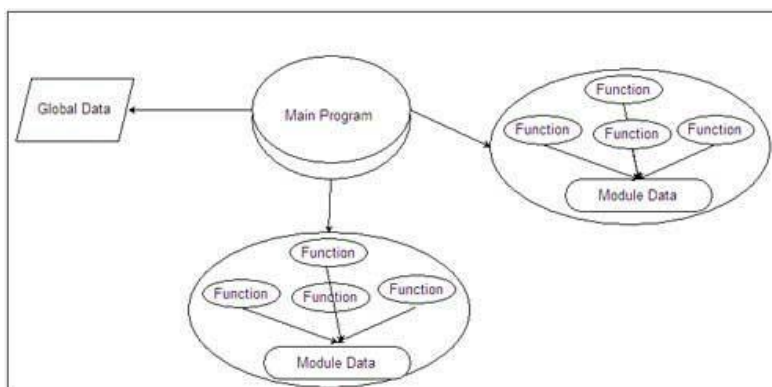 Global Data
Main Program
Function
Function
Function
Function
Module Data
Function
Function
Function
Function
Module Data